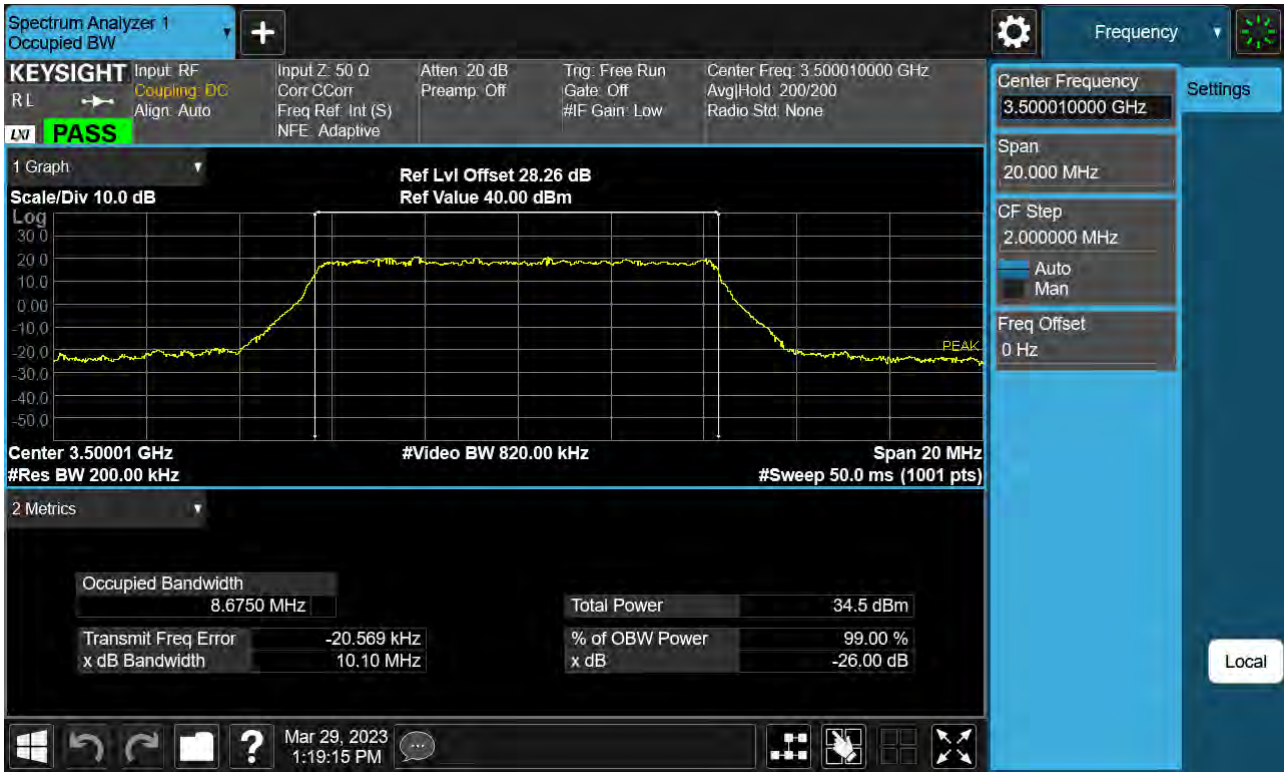 Spectrum Analyzer 1
Occupied BW
Frequency
KEYSIGHT
R L
LXI
PASS
Input: RF
Coupling: DC
Align: Auto
Input Z: 50 Ω
Corr CCorr
Freq Ref: Int (S)
NFE: Adaptive
Atten: 20 dB
Preamp: Off
Trig: Free Run
Gate: Off
#IF Gain: Low
Center Freq: 3.500010000 GHz
Avg|Hold: 200/200
Radio Std: None
1 Graph
Scale/Div 10.0 dB
Ref Lvl Offset 28.26 dB
Ref Value 40.00 dBm
Log
30.0
20.0
10.0
0.00
-10.0
-20.0
-30.0
-40.0
-50.0
PEAK
Center 3.50001 GHz
#Video BW 820.00 kHz
Span 20 MHz
#Res BW 200.00 kHz
#Sweep 50.0 ms (1001 pts)
2 Metrics
Occupied Bandwidth
8.6750 MHz
Total Power 34.5 dBm
Transmit Freq Error -20.569 kHz
% of OBW Power 99.00 %
x dB Bandwidth 10.10 MHz
x dB -26.00 dB
Mar 29, 2023
1:19:15 PM
Center Frequency
3.500010000 GHz
Span
20.000 MHz
CF Step
2.000000 MHz
Auto
Man
Freq Offset
0 Hz
Settings
Local